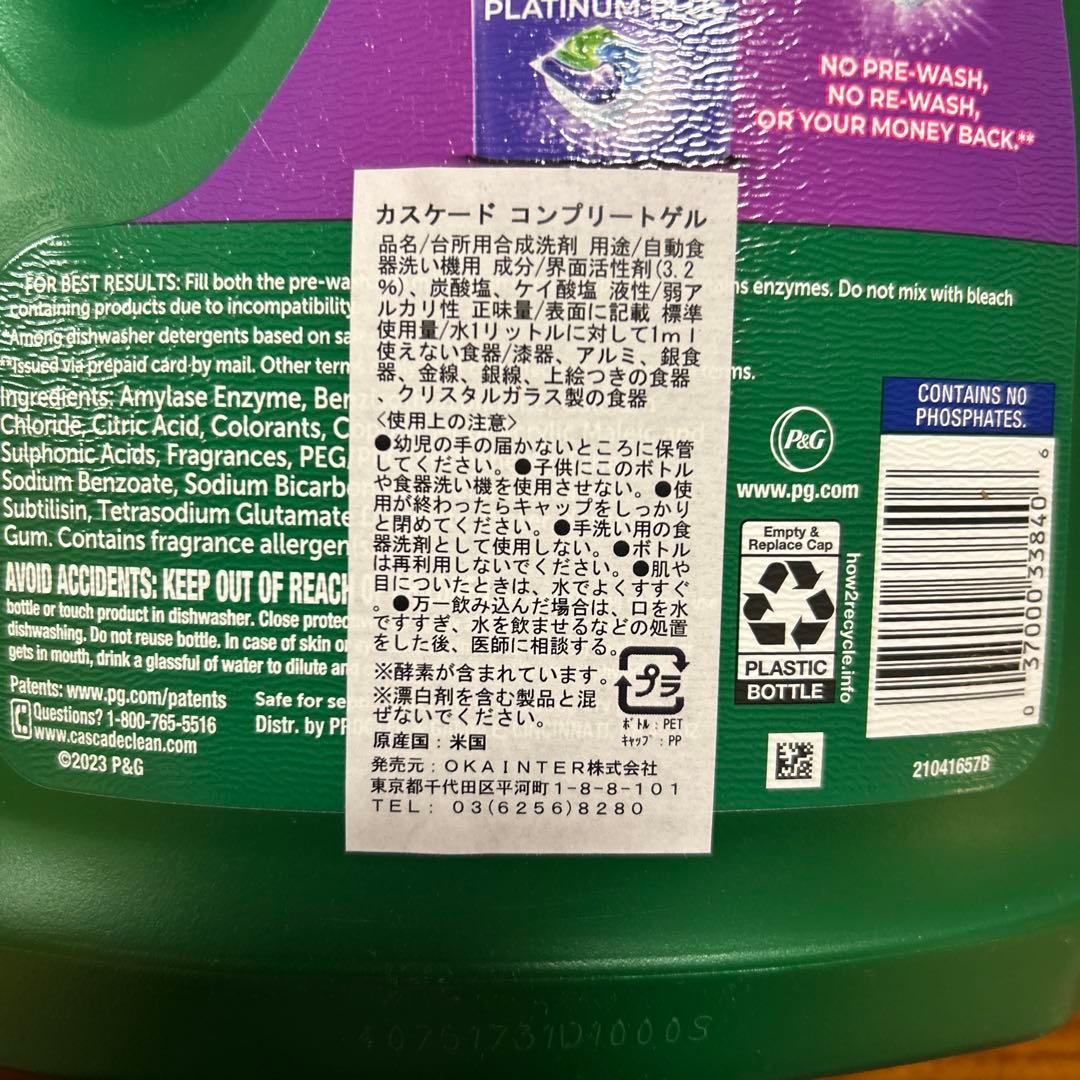 PLATINUM PLUS
NO PRE-WASH,
NO RE-WASH,
OR YOUR MONEY BACK.**
カスケード コンプリートゲル
品名/台所用合成洗剤 用途/自動食
器洗い機用 成分/界面活性剤(3.2
%)、炭酸塩、ケイ酸塩 液性/弱ア
ルカリ性 正味量/表面に記載 標準
使用量/水1リットルに対して1ml
使えない食器/漆器、アルミ、銀食
器、金線、銀線、上絵つきの食器
、クリスタルガラス製の食器
<使用上の注意>
●幼児の手の届かないところに保管
してください。●子供にこのボトル
や食器洗い機を使用させない。●使
用が終わったらキャップをしっかり
と閉めてください。●手洗い用の食
器洗剤として使用しない。●ボトル
は再利用しないでください。●肌や
目についたときは、水でよくすすぐ
。●万一飲み込んだ場合は、口を水
ですすぎ、水を飲ませるなどの処置
をした後、医師に相談する。
※酵素が含まれています。
※漂白剤を含む製品と混
ぜないでください。
プラ
ボトル:PET
キャップ:PP
原産国:米国
発売元:OKAINTER株式会社
東京都千代田区平河町1-8-8-101
TEL: 03(6256)8280
FOR BEST RESULTS: Fill both the pre-wa
ns enzymes. Do not mix with bleach
containing products due to incompatibility
*Among dishwasher detergents based on sa
**Issued via prepaid card by mail. Other term
ms.
Ingredients: Amylase Enzyme, Benz
Chloride, Citric Acid, Colorants, C
Sulphonic Acids, Fragrances, PEG
Sodium Benzoate, Sodium Bicarb
Subtilisin, Tetrasodium Glutamate
Gum. Contains fragrance allergen
AVOID ACCIDENTS: KEEP OUT OF REACH
bottle or touch product in dishwasher. Close protec
dishwashing. Do not reuse bottle. In case of skin or
gets in mouth, drink a glassful of water to dilute an
Patents: www.pg.com/patents
Safe for se
Questions? 1-800-765-5516
Distr. by PR
www.cascadeclean.com
©2023 P&G
CONTAINS NO
PHOSPHATES.
P&G
www.pg.com
Empty &
Replace Cap
PLASTIC
BOTTLE
how2recycle.info
0 37000 33840 6
21041657B